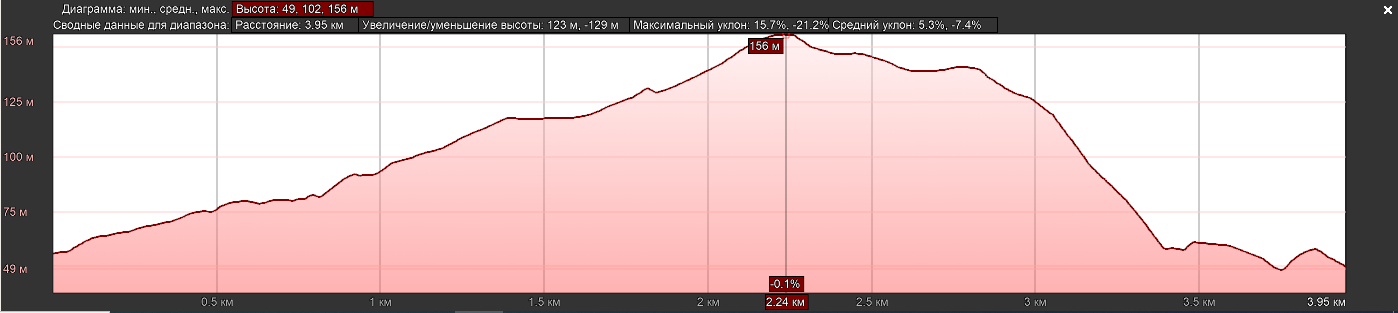 Диаграмма: мин., средн., макс. Высота: 49, 102, 156 м
Сводные данные для диапазона: Расстояние: 3.95 км Увеличение/уменьшение высоты: 123 м, -129 м Максимальный уклон: 15.7%, -21.2% Средний уклон: 5.3%, -7.4%
156 м
156 м
125 м
100 м
75 м
49 м
-0.1%
0.5 км 1 км 1.5 км 2 км 2.24 км 2.5 км 3 км 3.5 км 3.95 км